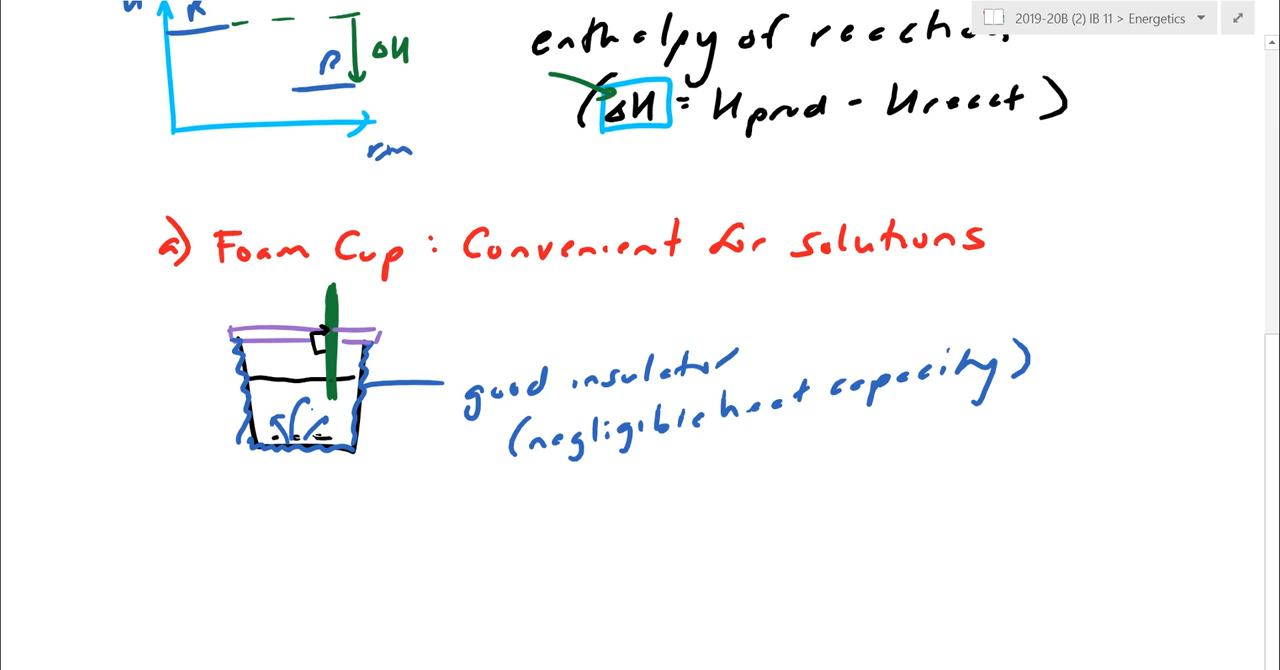 2019-20B (2) IB 11 > Energetics
R
ΔH
P
rxn
enthalpy of reaction
(ΔH = Hprod - Hreact)
a) Foam Cup : Convenient for solutions
good insulator
(negligible heat capacity)